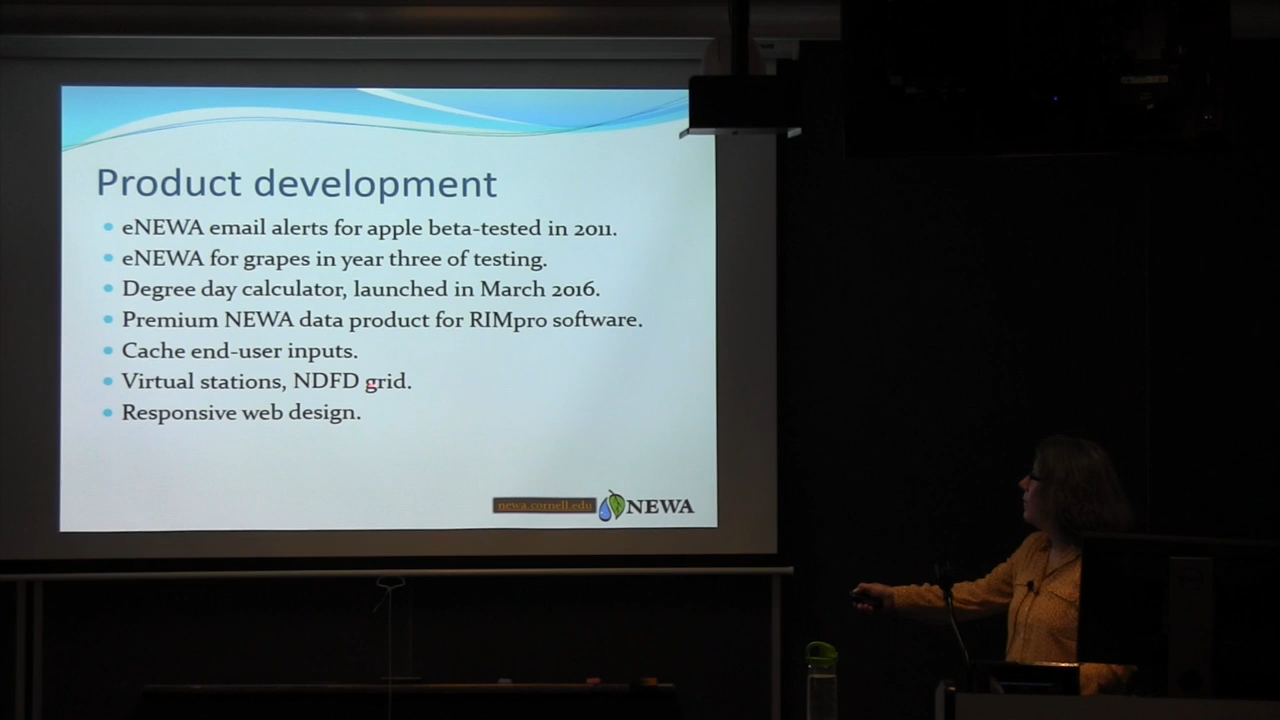 Product development
eNEWA email alerts for apple beta-tested in 2011.
eNEWA for grapes in year three of testing.
Degree day calculator, launched in March 2016.
Premium NEWA data product for RIMpro software.
Cache end-user inputs.
Virtual stations, NDFD grid.
Responsive web design.
newa.cornell.edu NEWA